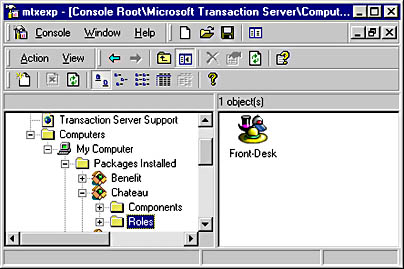 mtxexp - [Console Root\Microsoft Transaction Server\Comput...
Console Window Help
Action View
1 object(s)
Transaction Server Support
Computers
My Computer
Packages Installed
Benefit
Chateau
Components
Roles
Front-Desk